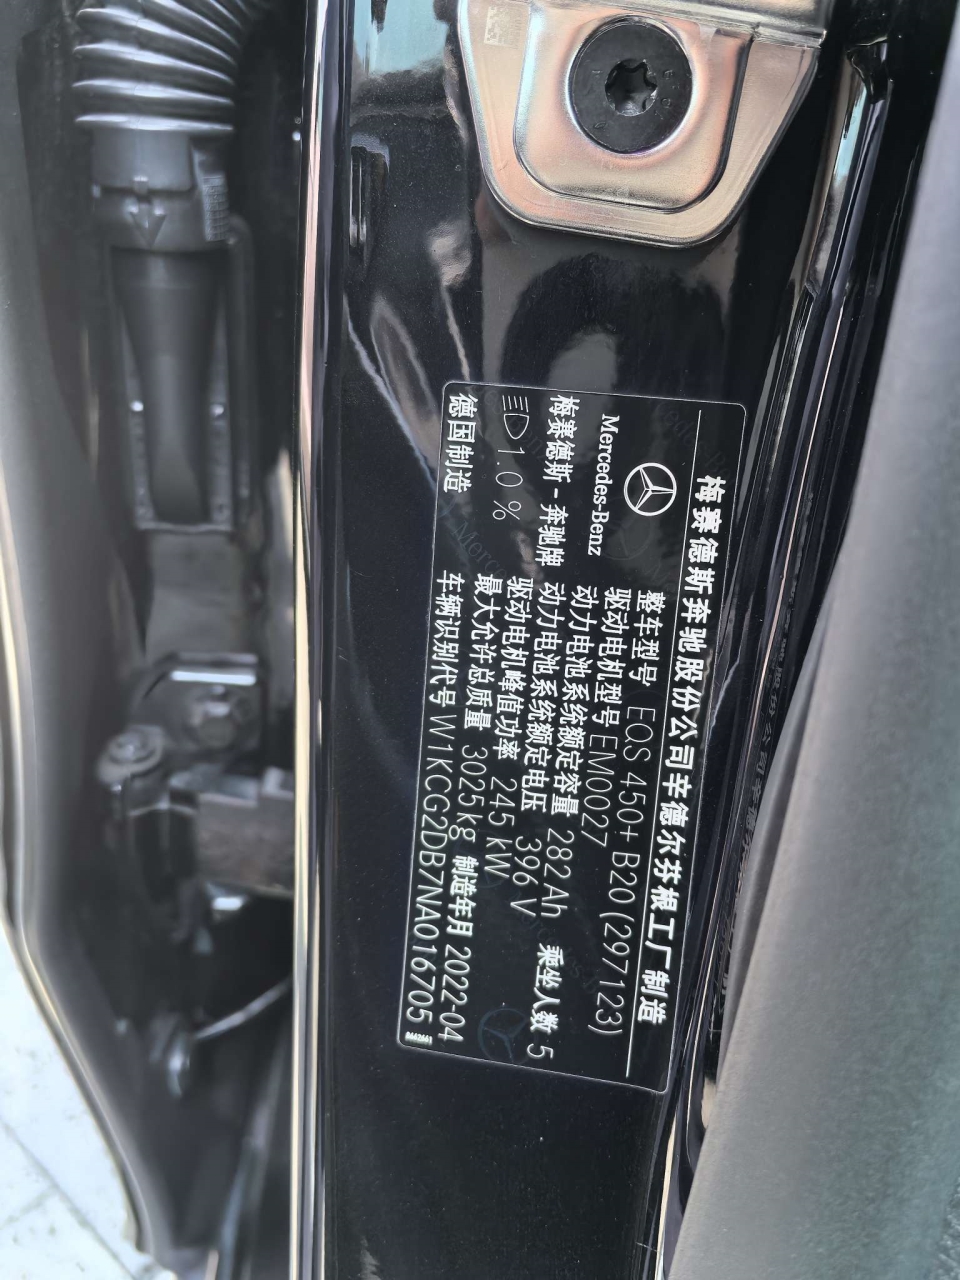 梅赛德斯奔驰股份公司辛德尔芬根工厂制造
Mercedes-Benz
梅赛德斯-奔驰牌
1.0 %
德国制造
整车型号 EQS 450+ B20(297123)
驱动电机型号 EM0027
动力电池系统额定容量 282 Ah
动力电池系统额定电压 396 V 乘坐人数 5
驱动电机峰值功率 245 kW
最大允许总质量 3025kg 制造年月 2022-04
车辆识别代号 W1KCG2DB7NA016705